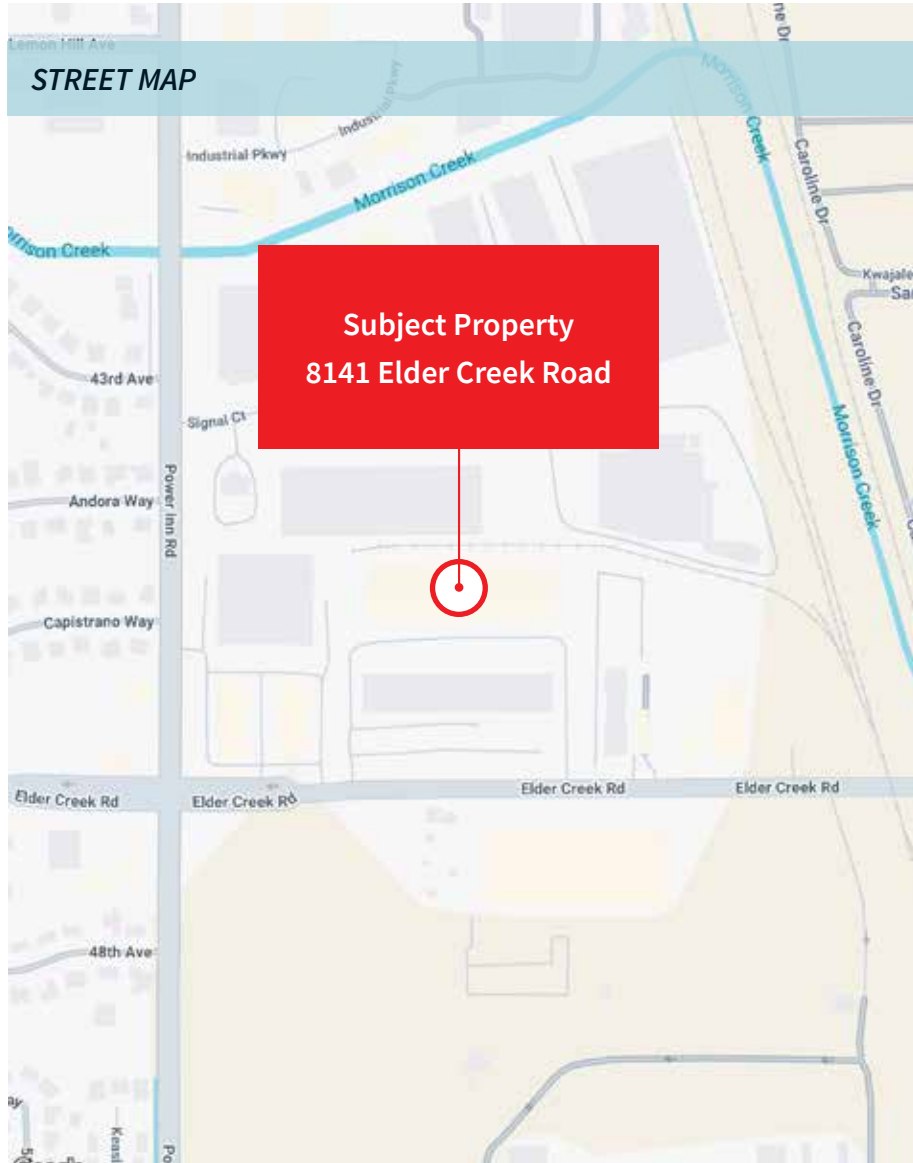 Lemon Hill Ave
STREET MAP
Industrial Pkwy
Morrison Creek
Industrial Pkwy
Caroline Dr
Morrison Creek
Creek
Kwajale
Subject Property
8141 Elder Creek Road
43rd Ave
Caroline Dr
Signal Ct
Morrison Creek
Andora Way
Power Inn Rd
Capistrano Way
Elder Creek Rd
Elder Creek Rd
Elder Creek Rd
Elder Creek Rd
48th Ave